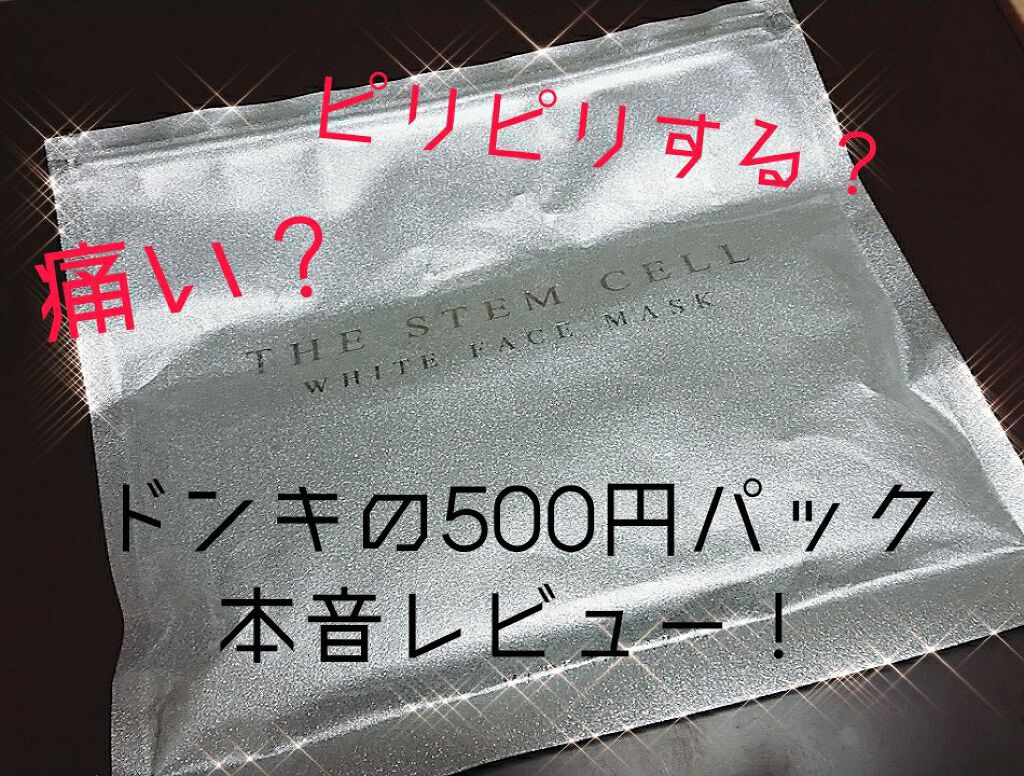 ピリピリする?
痛い?
THE STEM CELL
WHITE FACE MASK
ドンキの500円パック
本音レビュー!